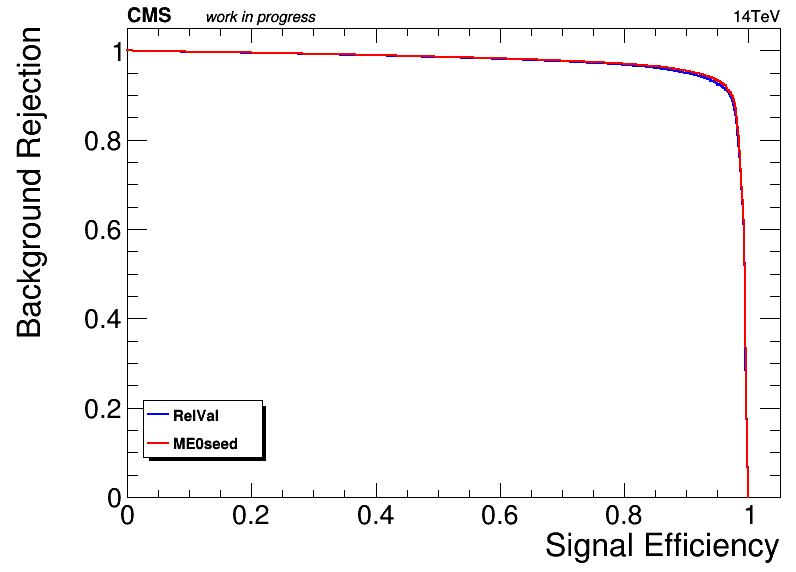 CMS work in progress 14TeV
Background Rejection
1
0.8
0.6
0.4
0.2
0
RelVal
ME0seed
0 0.2 0.4 0.6 0.8 1
Signal Efficiency